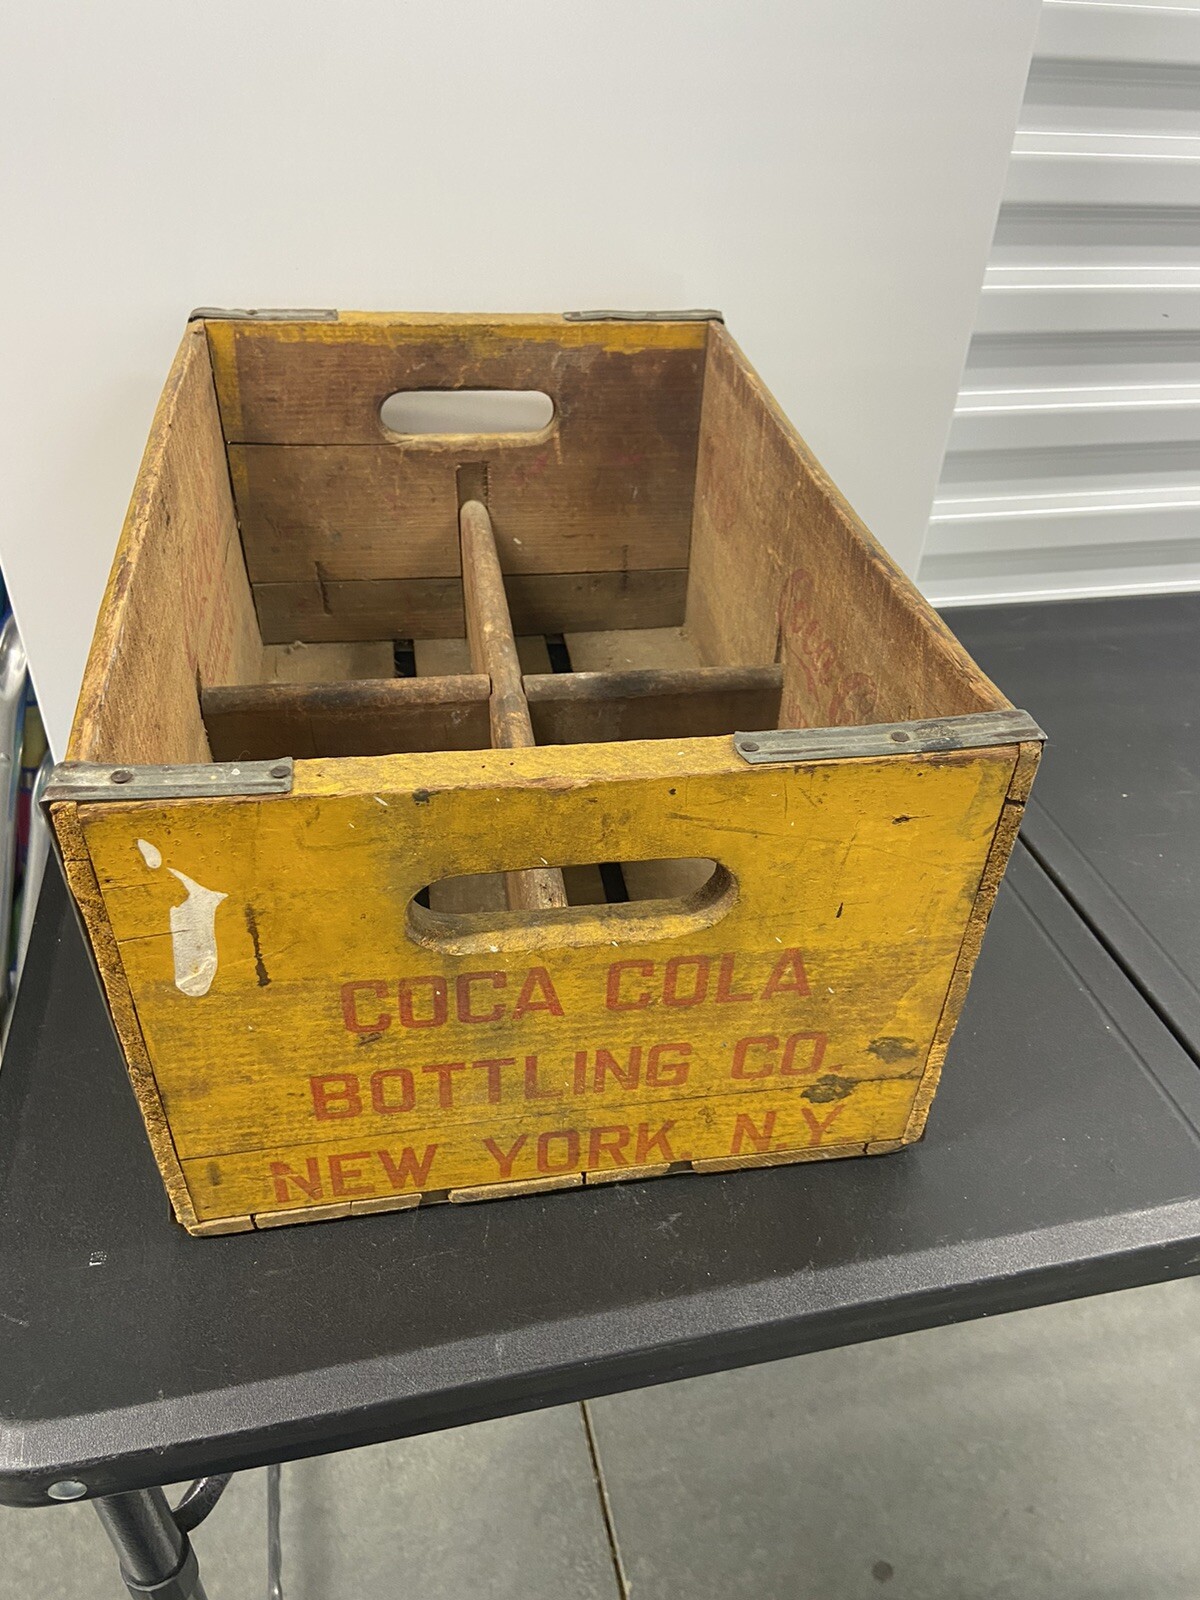 COCA COLA
BOTTLING CO.
NEW YORK, N.Y